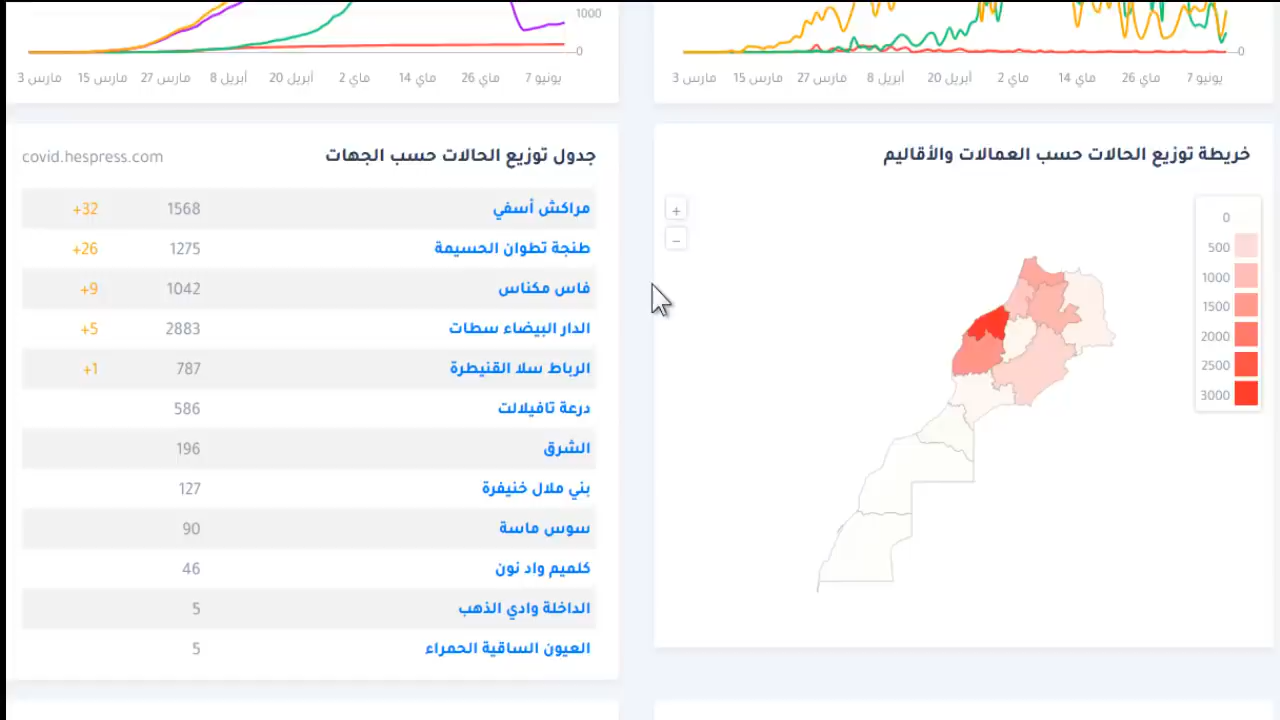 1000
0
3 مارس
15 مارس
27 مارس
8 أبريل
20 أبريل
2 ماي
14 ماي
26 ماي
7 يونيو
0
3 مارس
15 مارس
27 مارس
8 أبريل
20 أبريل
2 ماي
14 ماي
26 ماي
7 يونيو
جدول توزيع الحالات حسب الجهات
covid.hespress.com
مراكش أسفي 1568 +32
طنجة تطوان الحسيمة 1275 +26
فاس مكناس 1042 +9
الدار البيضاء سطات 2883 +5
الرباط سلا القنيطرة 787 +1
درعة تافيلالت 586
الشرق 196
بني ملال خنيفرة 127
سوس ماسة 90
كلميم واد نون 46
الداخلة وادي الذهب 5
العيون الساقية الحمراء 5
خريطة توزيع الحالات حسب العمالات والأقاليم
+
−
0
500
1000
1500
2000
2500
3000